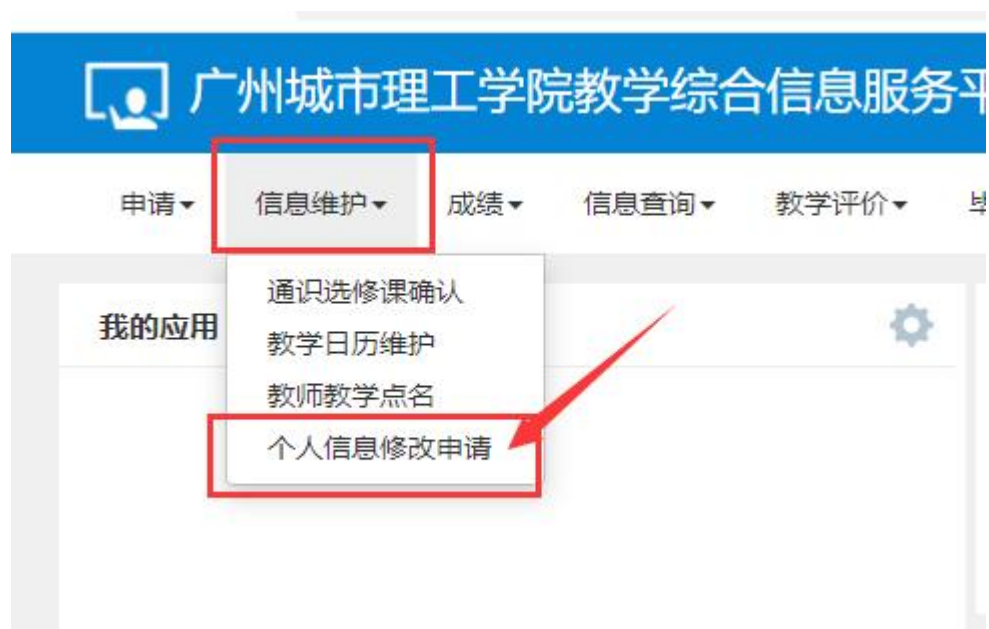 广州城市理工学院教学综合信息服务平
申请 信息维护 成绩 信息查询 教学评价 毕
我的应用
通识选修课确认
教学日历维护
教师教学点名
个人信息修改申请